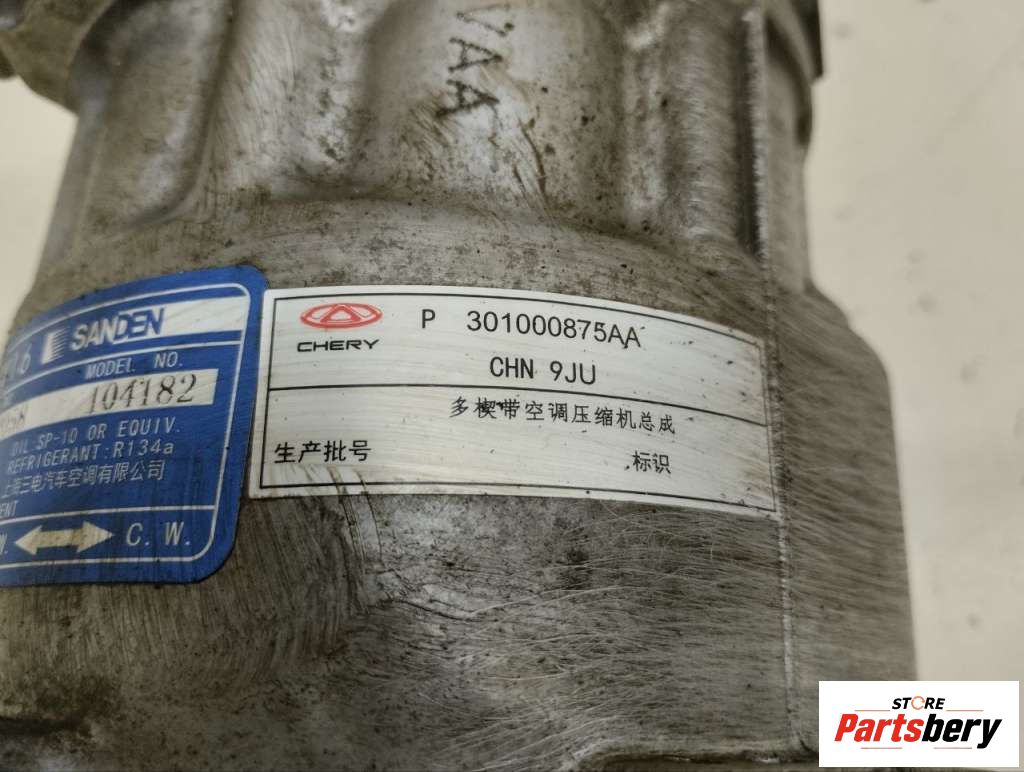 VAA
16 SANDEN
MODEL NO.
104182
OIL SP-10 OR EQUIV.
REFRIGERANT:R134a
上海三电汽车空调有限公司
C.W.
CHERY
P 301000875AA
CHN 9JU
多楔带空调压缩机总成
生产批号
标识
STORE
Partsbery